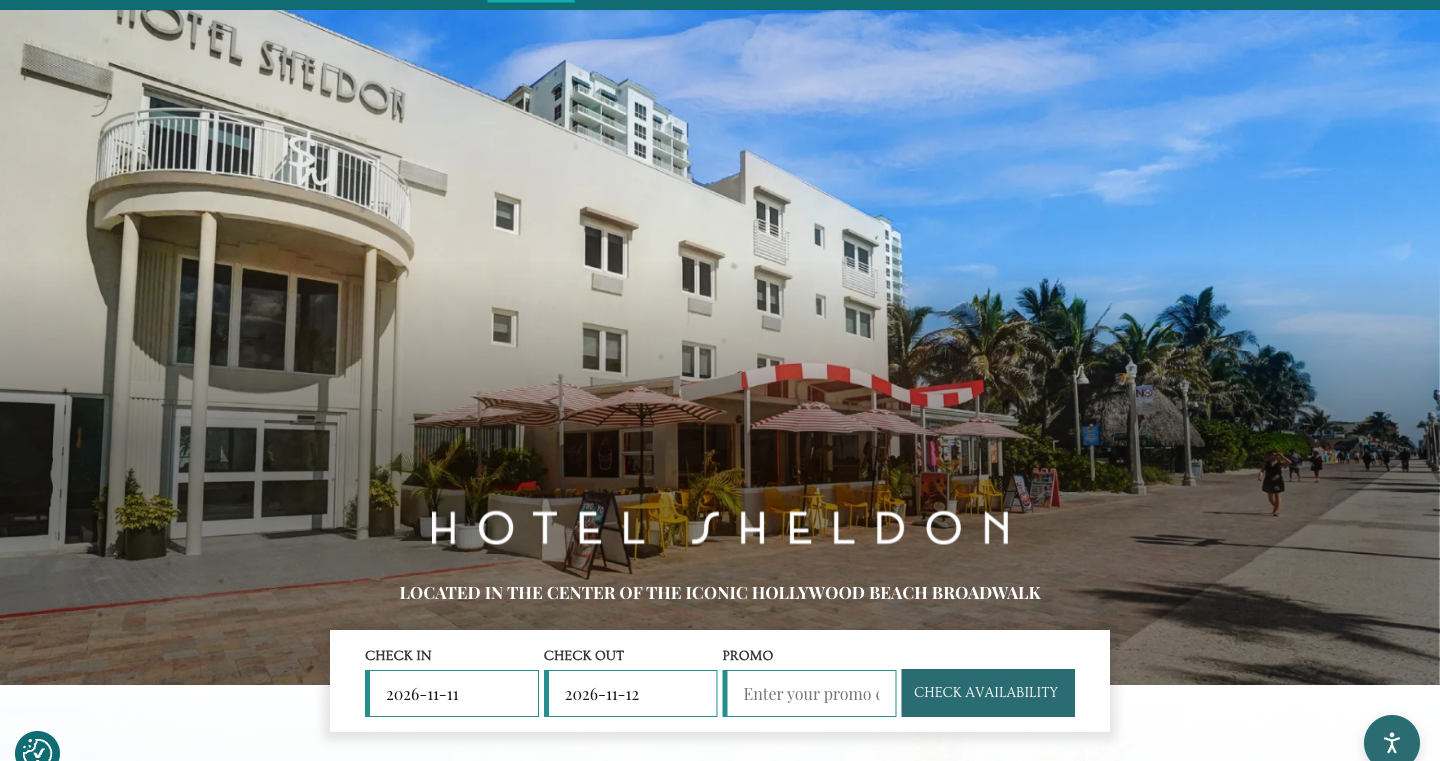 HOTEL SHELDON
HOTEL SHELDON
LOCATED IN THE CENTER OF THE ICONIC HOLLYWOOD BEACH BROADWALK
CHECK IN
CHECK OUT
PROMO
2026-11-11
2026-11-12
Enter your promo c
CHECK AVAILABILITY